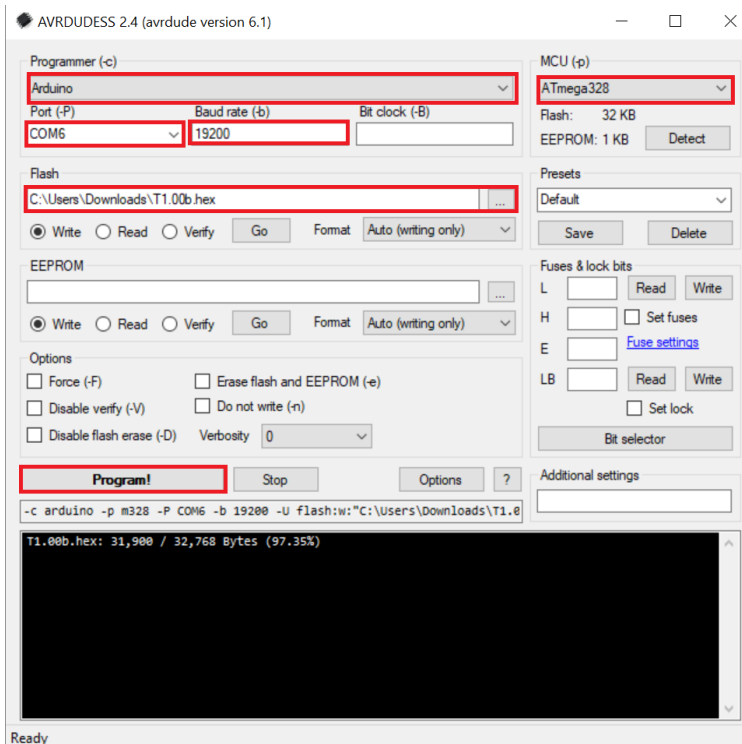 AVRDUDESS 2.4 (avrdude version 6.1)
Programmer (-c)
Arduino
Port (-P) Baud rate (-b) Bit clock (-B)
COM6 19200
MCU (-p)
ATmega328
Flash: 32 KB
EEPROM: 1 KB Detect
Flash
C:\Users\Downloads\T1.00b.hex ...
Write Read Verify Go Format Auto (writing only)
Presets
Default
Save Delete
EEPROM
...
Write Read Verify Go Format Auto (writing only)
Fuses & lock bits
L Read Write
H Set fuses
E Fuse settings
LB Read Write
Set lock
Bit selector
Options
Force (-F) Erase flash and EEPROM (-e)
Disable verify (-V) Do not write (-n)
Disable flash erase (-D) Verbosity 0
Program! Stop Options ?
Additional settings
-c arduino -p m328 -P COM6 -b 19200 -U flash:w:"C:\Users\Downloads\T1.0
T1.00b.hex: 31,900 / 32,768 Bytes (97.35%)
Ready